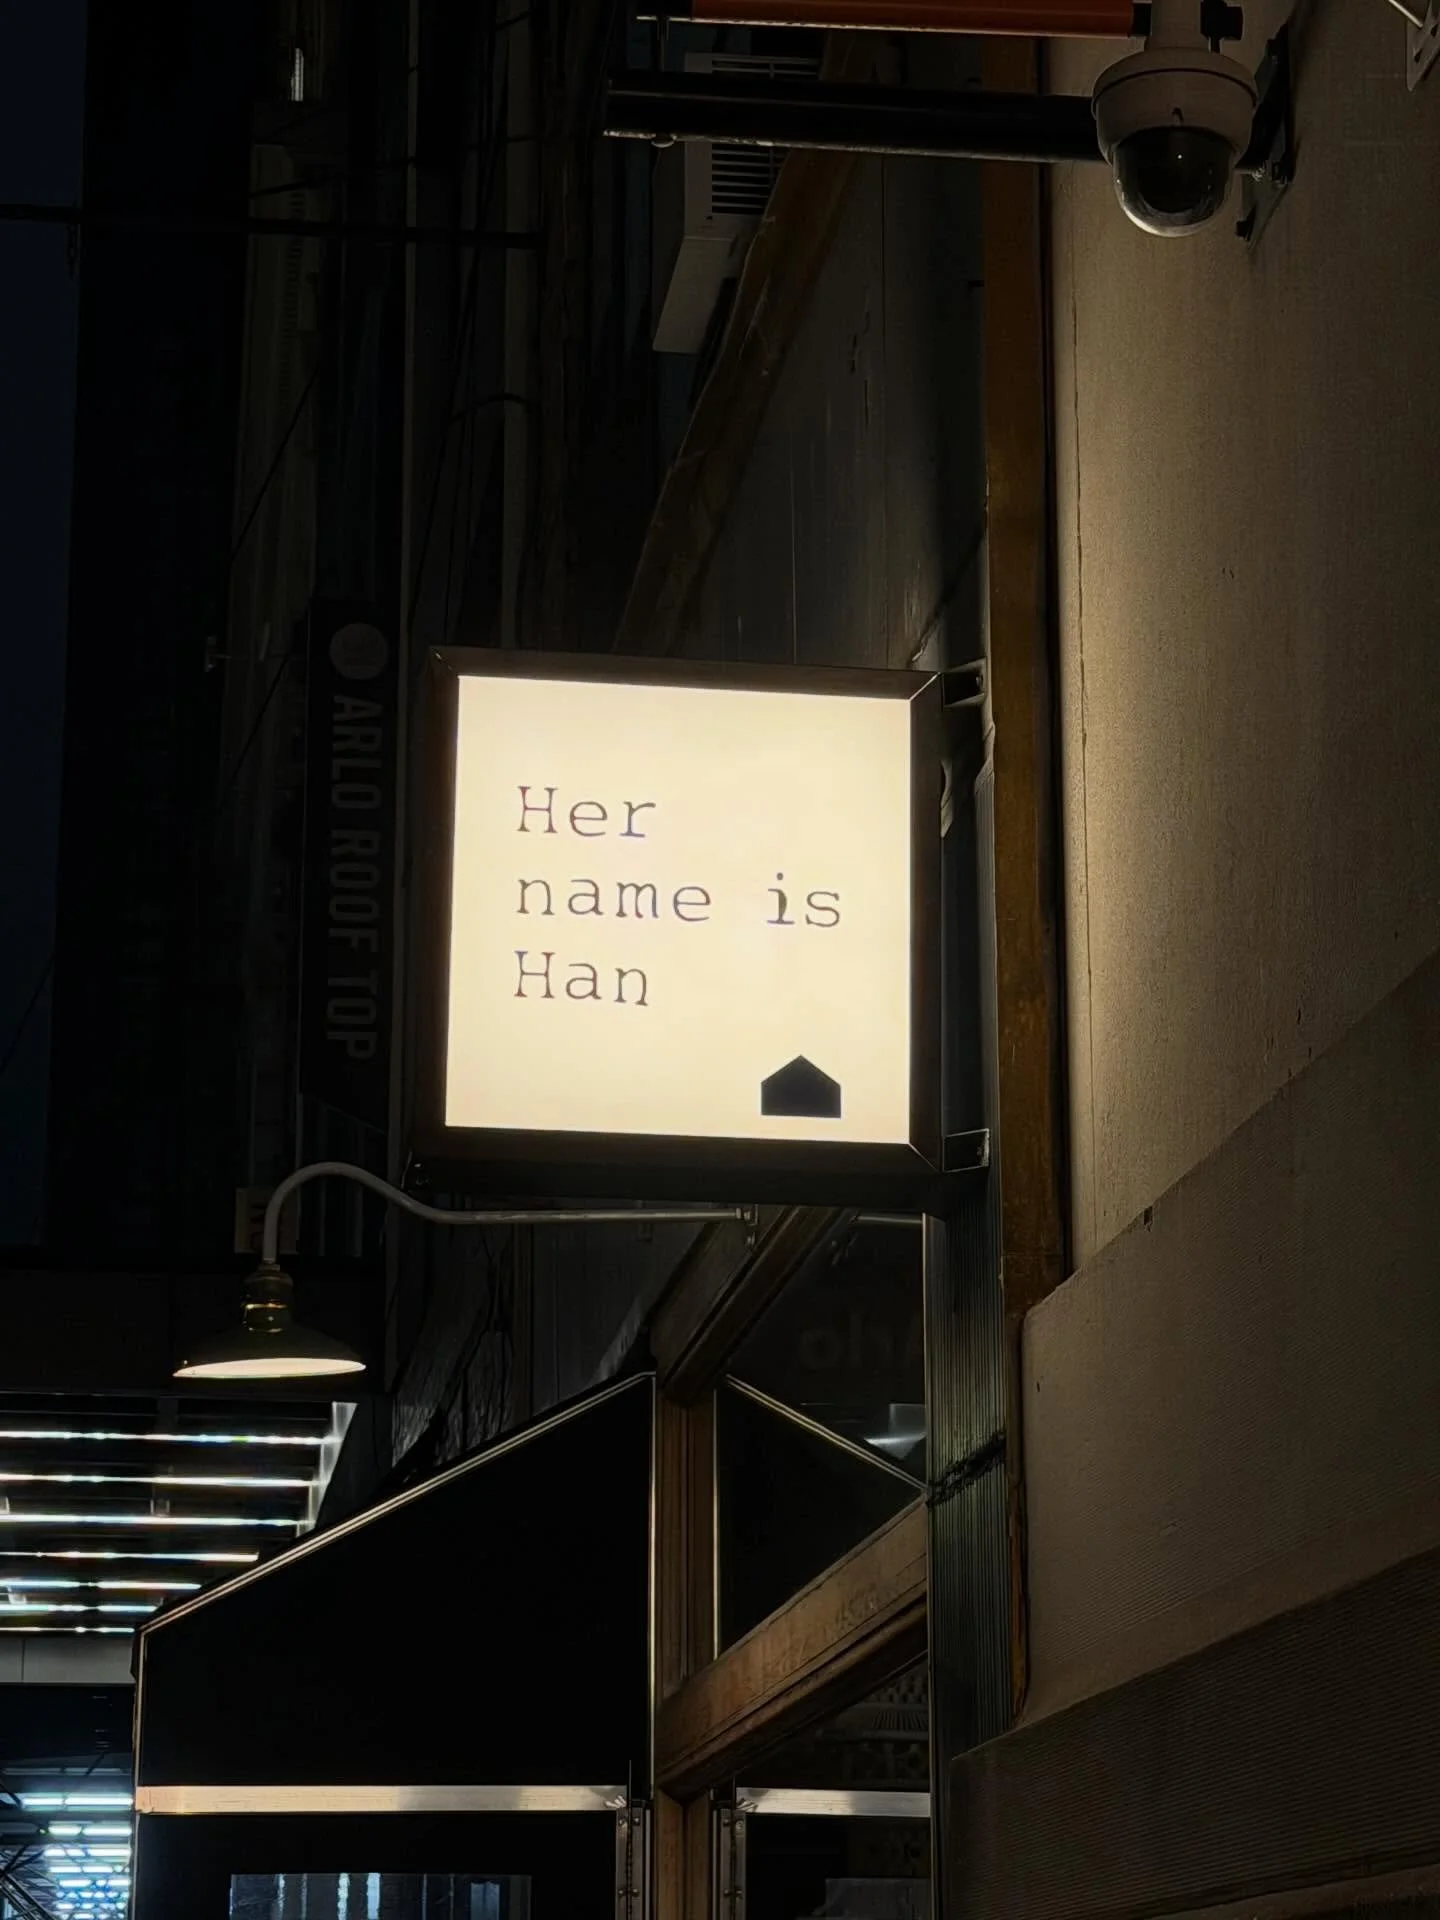 Her
name is
Han
ARLO ROOF TOP